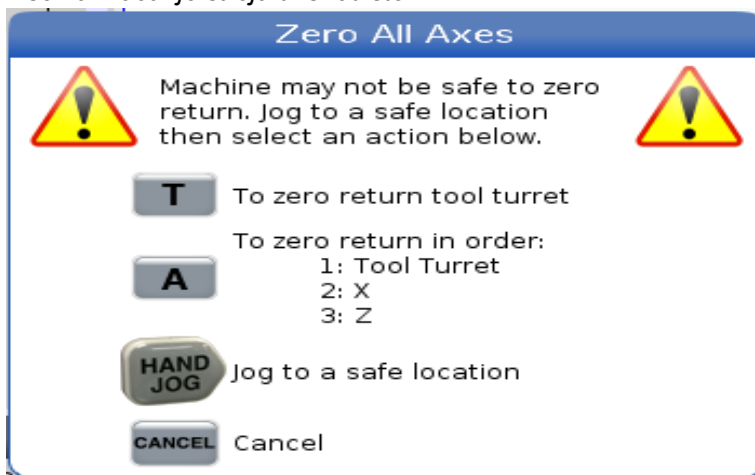 Zero All Axes
Machine may not be safe to zero
return. Jog to a safe location
then select an action below.
T To zero return tool turret
To zero return in order:
A
1: Tool Turret
2: X
3: Z
HAND
JOG
Jog to a safe location
CANCEL Cancel